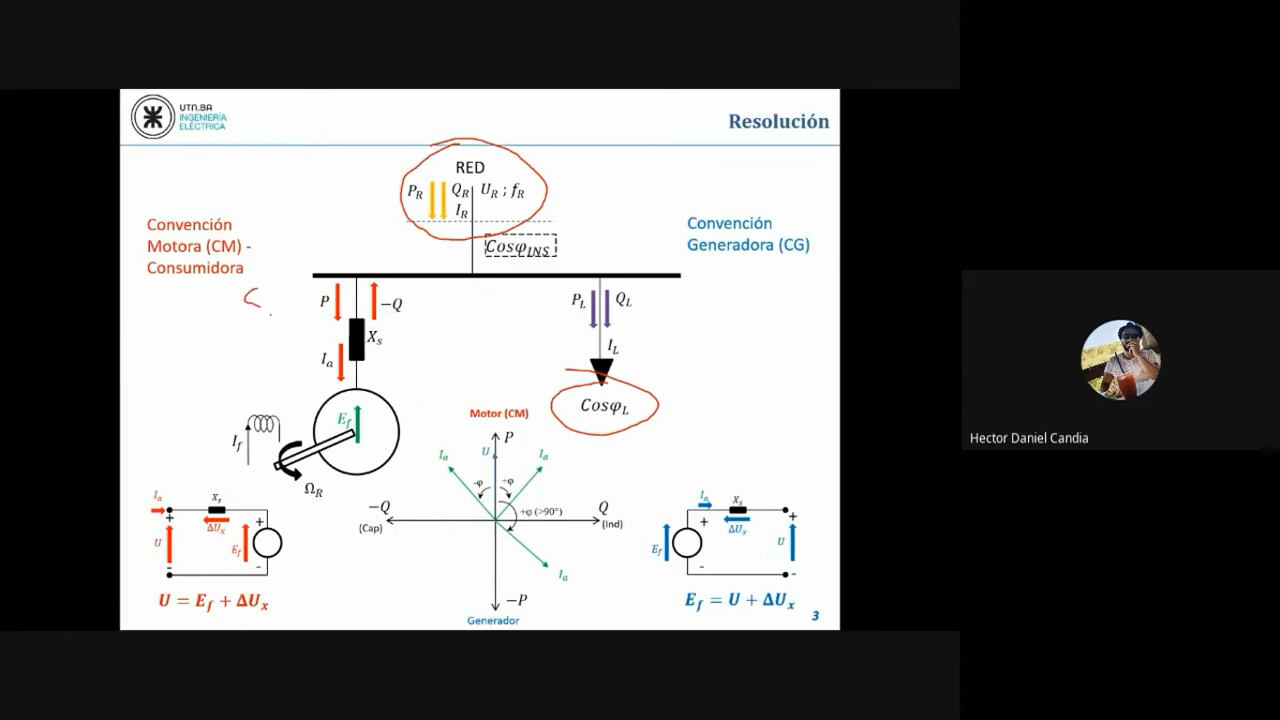 UTN.BA
INGENIERÍA
ELÉCTRICA
Resolución
RED
P_R Q_R U_R ; f_R
I_R
Cosφ_INS
Convención
Motora (CM) -
Consumidora
Convención
Generadora (CG)
P -Q
X_s
I_a
P_L Q_L
I_L
Cosφ_L
E_f
I_f
Ω_R
Motor (CM)
P
U
I_a I_a
-φ +φ
+φ (>90°)
-Q Q
(Cap) (Ind)
I_a
-P
Generador
I_a X_s
+ +
ΔU_x
U E_f
- -
U = E_f + ΔU_x
I_a X_s
+ +
ΔU_x
E_f U
- -
E_f = U + ΔU_x
3
Hector Daniel Candia